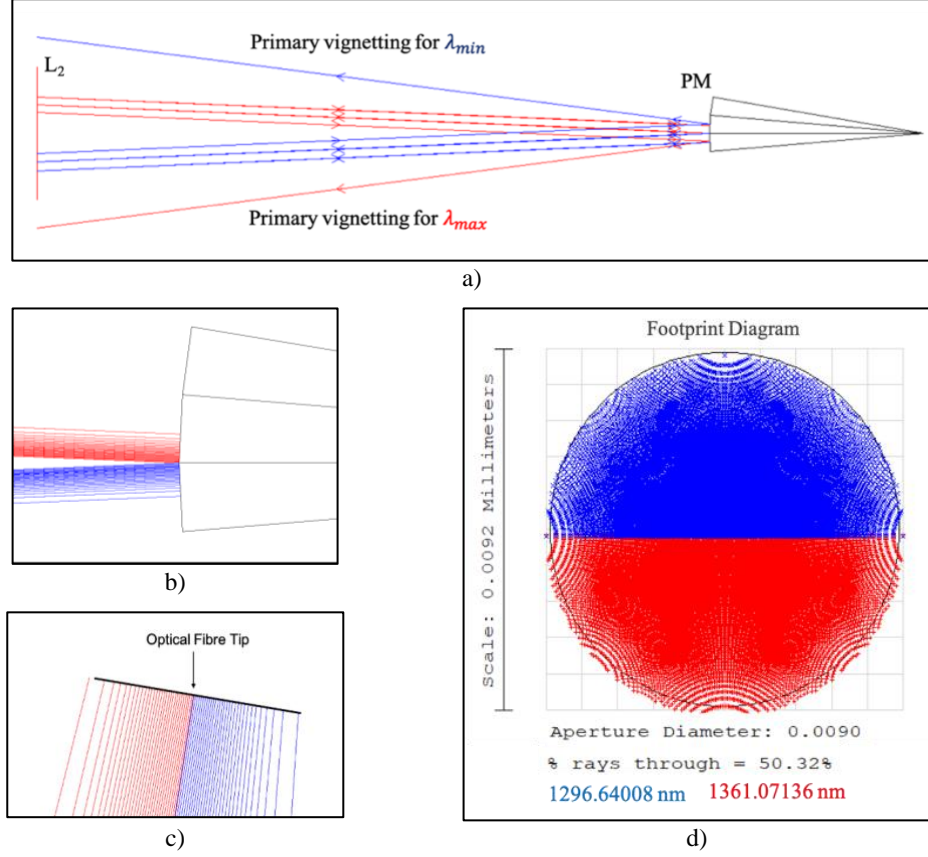 Primary vignetting for λmin
L2
PM
Primary vignetting for λmax
a)
b)
Optical Fibre Tip
c)
Footprint Diagram
Scale: 0.0092 Millimeters
Aperture Diameter: 0.0090
% rays through = 50.32%
1296.64008 nm 1361.07136 nm
d)